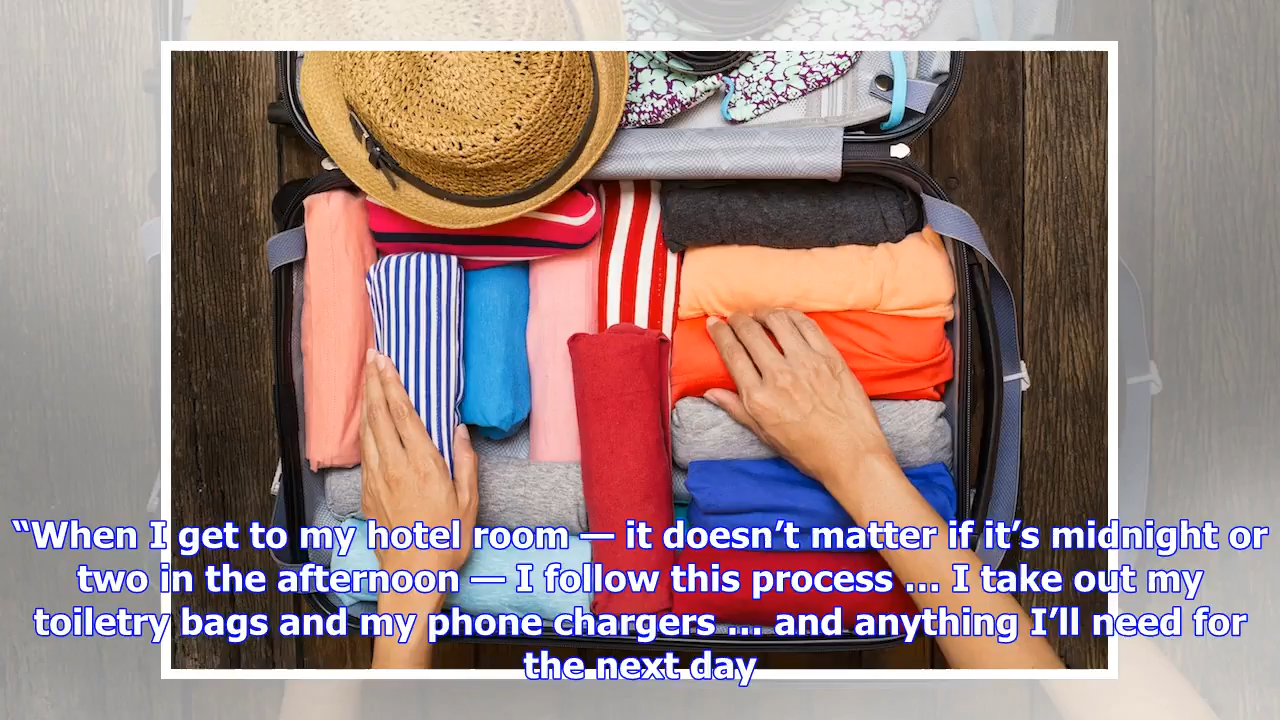 “When I get to my hotel room — it doesn’t matter if it’s midnight or
two in the afternoon — I follow this process ... I take out my
toiletry bags and my phone chargers ... and anything I’ll need for
the next day